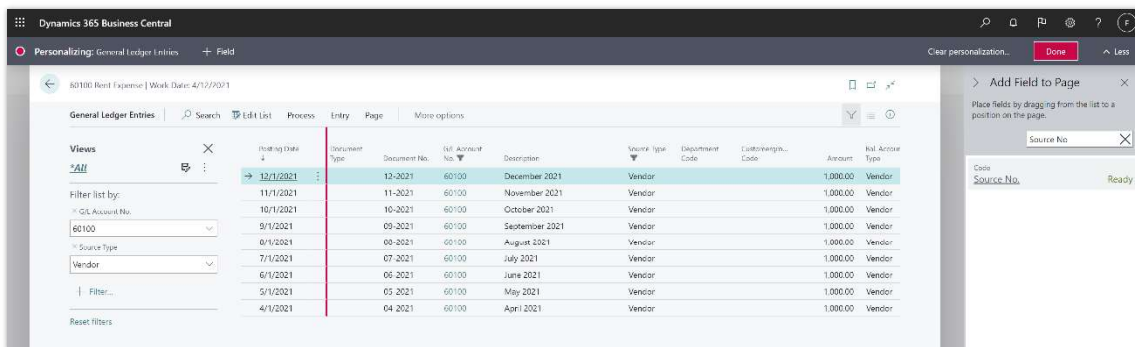 Dynamics 365 Business Central
?
F
Personalizing: General Ledger Entries + Field Clear personalization... Done Less
60100 Rent Expense | Work Date: 4/12/2021
General Ledger Entries Search Edit List Process Entry Page More options
Views
*All
Filter list by:
× G/L Account No.
60100
× Source Type
Vendor
+ Filter...
Reset filters
Posting Date ↓ Document Type Document No. G/L Account No. Description Source Type Department Code Code Amount Bal. Type
→ 12/1/2021 12-2021 60100 December 2021 Vendor 1,000.00 Vendor
11/1/2021 11-2021 60100 November 2021 Vendor 1,000.00 Vendor
10/1/2021 10-2021 60100 October 2021 Vendor 1,000.00 Vendor
9/1/2021 09-2021 60100 September 2021 Vendor 1,000.00 Vendor
8/1/2021 08-2021 60100 August 2021 Vendor 1,000.00 Vendor
7/1/2021 07-2021 60100 July 2021 Vendor 1,000.00 Vendor
6/1/2021 06-2021 60100 June 2021 Vendor 1,000.00 Vendor
5/1/2021 05-2021 60100 May 2021 Vendor 1,000.00 Vendor
4/1/2021 04-2021 60100 April 2021 Vendor 1,000.00 Vendor
> Add Field to Page ×
Place fields by dragging from the list to a
position on the page.
Source No ×
Code
Source No. Ready